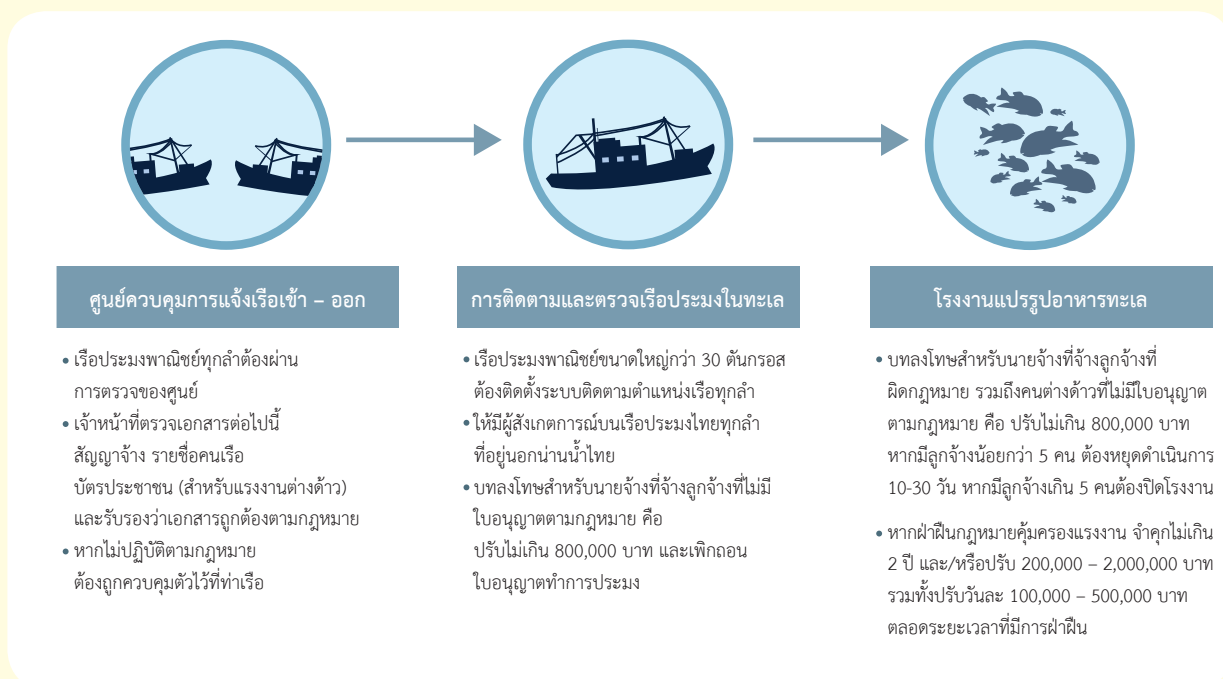 ศูนย์ควบคุมการแจ้งเรือเข้า – ออก
• เรือประมงพาณิชย์ทุกลำต้องผ่าน
การตรวจของศูนย์
• เจ้าหน้าที่ตรวจเอกสารต่อไปนี้
สัญญาจ้าง รายชื่อคนเรือ
บัตรประชาชน (สำหรับแรงงานต่างด้าว)
และรับรองว่าเอกสารถูกต้องตามกฎหมาย
• หากไม่ปฏิบัติตามกฎหมาย
ต้องถูกควบคุมตัวไว้ที่ท่าเรือ
การติดตามและตรวจเรือประมงในทะเล
• เรือประมงพาณิชย์ขนาดใหญ่กว่า 30 ตันกรอส
ต้องติดตั้งระบบติดตามตำแหน่งเรือทุกลำ
• ให้มีผู้สังเกตการณ์บนเรือประมงไทยทุกลำ
ที่อยู่นอกน่านน้ำไทย
• บทลงโทษสำหรับนายจ้างที่จ้างลูกจ้างที่ไม่มี
ใบอนุญาตตามกฎหมาย คือ
ปรับไม่เกิน 800,000 บาท และเพิกถอน
ใบอนุญาตทำการประมง
โรงงานแปรรูปอาหารทะเล
• บทลงโทษสำหรับนายจ้างที่จ้างลูกจ้างที่
ผิดกฎหมาย รวมถึงคนต่างด้าวที่ไม่มีใบอนุญาต
ตามกฎหมาย คือ ปรับไม่เกิน 800,000 บาท
หากมีลูกจ้างน้อยกว่า 5 คน ต้องหยุดดำเนินการ
10-30 วัน หากมีลูกจ้างเกิน 5 คนต้องปิดโรงงาน
• หากฝ่าฝืนกฎหมายคุ้มครองแรงงาน จำคุกไม่เกิน
2 ปี และ/หรือปรับ 200,000 – 2,000,000 บาท
รวมทั้งปรับวันละ 100,000 – 500,000 บาท
ตลอดระยะเวลาที่มีการฝ่าฝืน